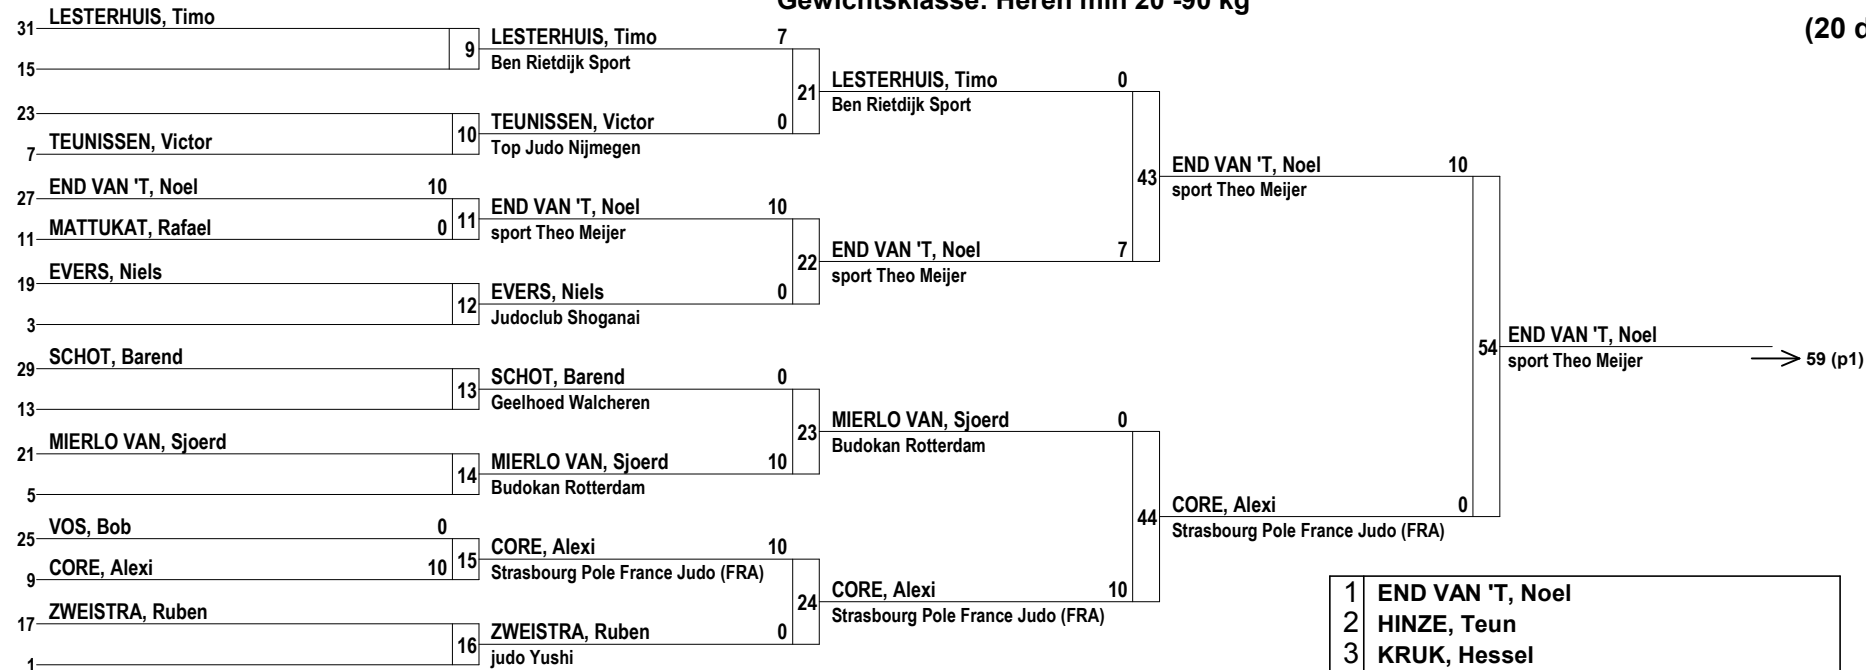 Gewichtsklasse: Heren min 20 -90 kg
(20 d
31 LESTERHUIS, Timo
15
9 LESTERHUIS, Timo 7
Ben Rietdijk Sport
23
7 TEUNISSEN, Victor
10 TEUNISSEN, Victor 0
Top Judo Nijmegen
21 LESTERHUIS, Timo 0
Ben Rietdijk Sport
27 END VAN 'T, Noel 10
11 MATTUKAT, Rafael 0
11 END VAN 'T, Noel 10
sport Theo Meijer
19 EVERS, Niels
3
12 EVERS, Niels 0
Judoclub Shoganai
22 END VAN 'T, Noel 7
sport Theo Meijer
43 END VAN 'T, Noel 10
sport Theo Meijer
29 SCHOT, Barend
13
13 SCHOT, Barend 0
Geelhoed Walcheren
21 MIERLO VAN, Sjoerd
5
14 MIERLO VAN, Sjoerd 10
Budokan Rotterdam
23 MIERLO VAN, Sjoerd 0
Budokan Rotterdam
25 VOS, Bob 0
9 CORE, Alexi 10
15 CORE, Alexi 10
Strasbourg Pole France Judo (FRA)
17 ZWEISTRA, Ruben
1
16 ZWEISTRA, Ruben 0
judo Yushi
24 CORE, Alexi 10
Strasbourg Pole France Judo (FRA)
44 CORE, Alexi 0
Strasbourg Pole France Judo (FRA)
54 END VAN 'T, Noel
sport Theo Meijer
59 (p1)
1 END VAN 'T, Noel
2 HINZE, Teun
3 KRUK, Hessel